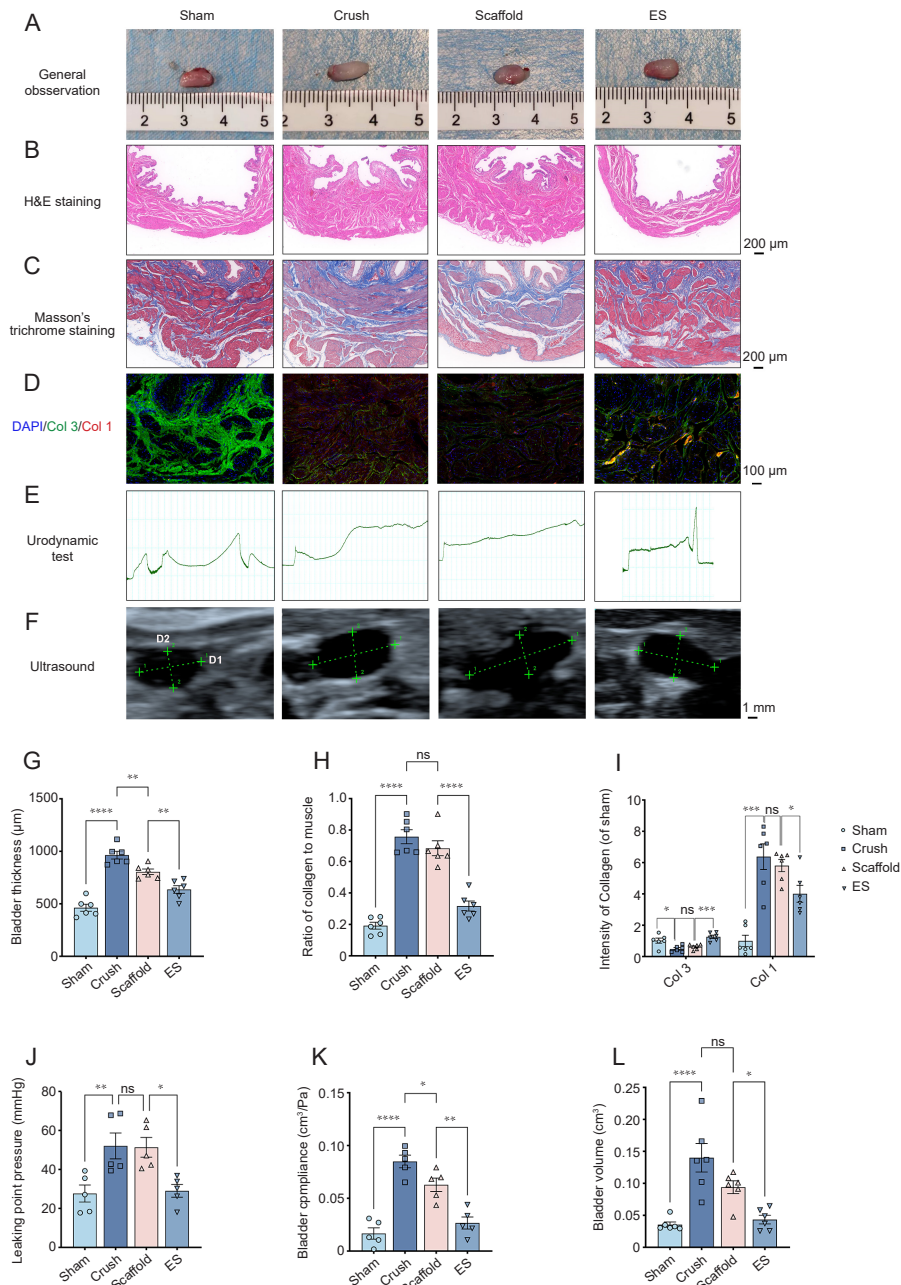 A
Sham
Crush
Scaffold
ES
General
obsservation
2 3 4 5
2 3 4 5
2 3 4 5
2 3 4 5
B
H&E staining
200 µm
C
Masson's
trichrome staining
200 µm
D
DAPI/Col 3/Col 1
100 µm
E
Urodynamic
test
F
D2
D1
Ultrasound
1 mm
G
Bladder thickness (µm)
1500
1000
500
0
****
**
**
Sham
Crush
Scaffold
ES
H
Ratio of collagen to muscle
1.0
0.8
0.6
0.4
0.2
0
****
ns
****
Sham
Crush
Scaffold
ES
I
Intensity of Collagen (of sham)
10
8
6
4
2
0
*
ns
***
***
ns
*
Col 3
Col 1
Sham
Crush
Scaffold
ES
J
Leaking point pressure (mmHg)
80
60
40
20
0
**
ns
*
Sham
Crush
Scaffold
ES
K
Bladder cpmpliance (cm³/Pa)
0.15
0.10
0.05
0
****
*
**
Sham
Crush
Scaffold
ES
L
Bladder volume (cm³)
0.25
0.20
0.15
0.10
0.05
0
****
ns
*
Sham
Crush
Scaffold
ES